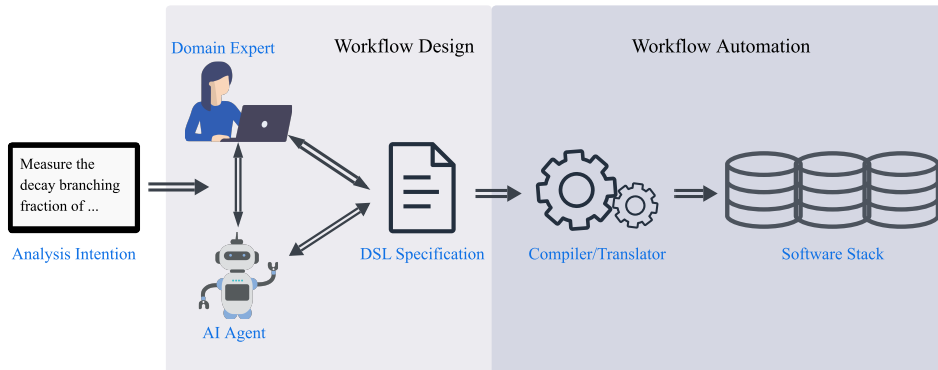 Workflow Design
Workflow Automation
Domain Expert
Measure the
decay branching
fraction of ...
Analysis Intention
DSL Specification
Compiler/Translator
Software Stack
AI Agent